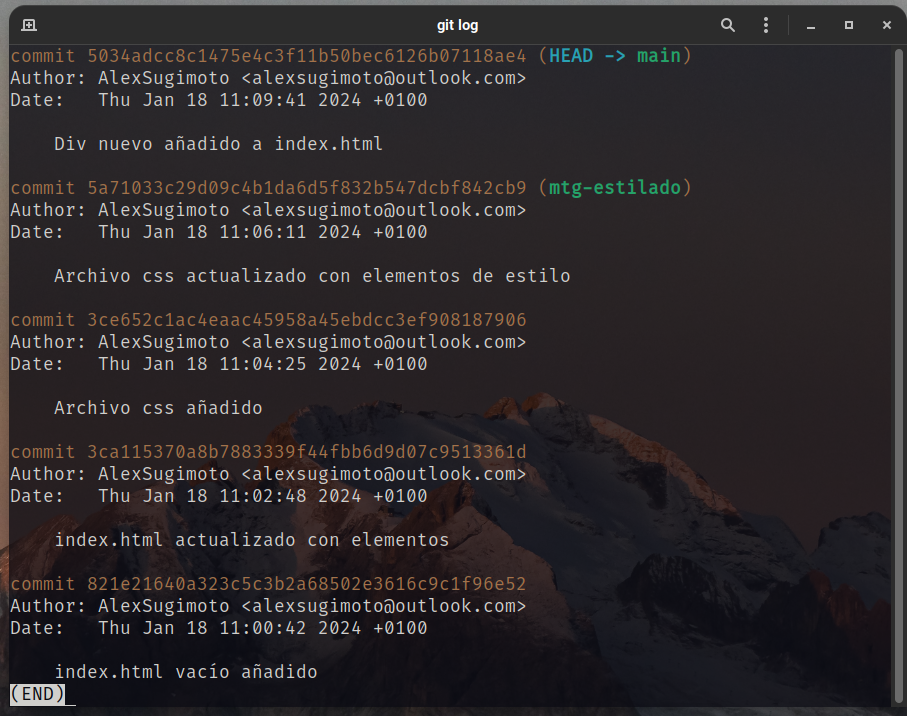 git log
commit 5034adcc8c1475e4c3f11b50bec6126b07118ae4 (HEAD -> main)
Author: AlexSugimoto <alexsugimoto@outlook.com>
Date:   Thu Jan 18 11:09:41 2024 +0100
    Div nuevo añadido a index.html
commit 5a71033c29d09c4b1da6d5f832b547dcbf842cb9 (mtg-estilado)
Author: AlexSugimoto <alexsugimoto@outlook.com>
Date:   Thu Jan 18 11:06:11 2024 +0100
    Archivo css actualizado con elementos de estilo
commit 3ce652c1ac4eaac45958a45ebdcc3ef908187906
Author: AlexSugimoto <alexsugimoto@outlook.com>
Date:   Thu Jan 18 11:04:25 2024 +0100
    Archivo css añadido
commit 3ca115370a8b7883339f44fbb6d9d07c9513361d
Author: AlexSugimoto <alexsugimoto@outlook.com>
Date:   Thu Jan 18 11:02:48 2024 +0100
    index.html actualizado con elementos
commit 821e21640a323c5c3b2a68502e3616c9c1f96e52
Author: AlexSugimoto <alexsugimoto@outlook.com>
Date:   Thu Jan 18 11:00:42 2024 +0100
    index.html vacío añadido
(END)